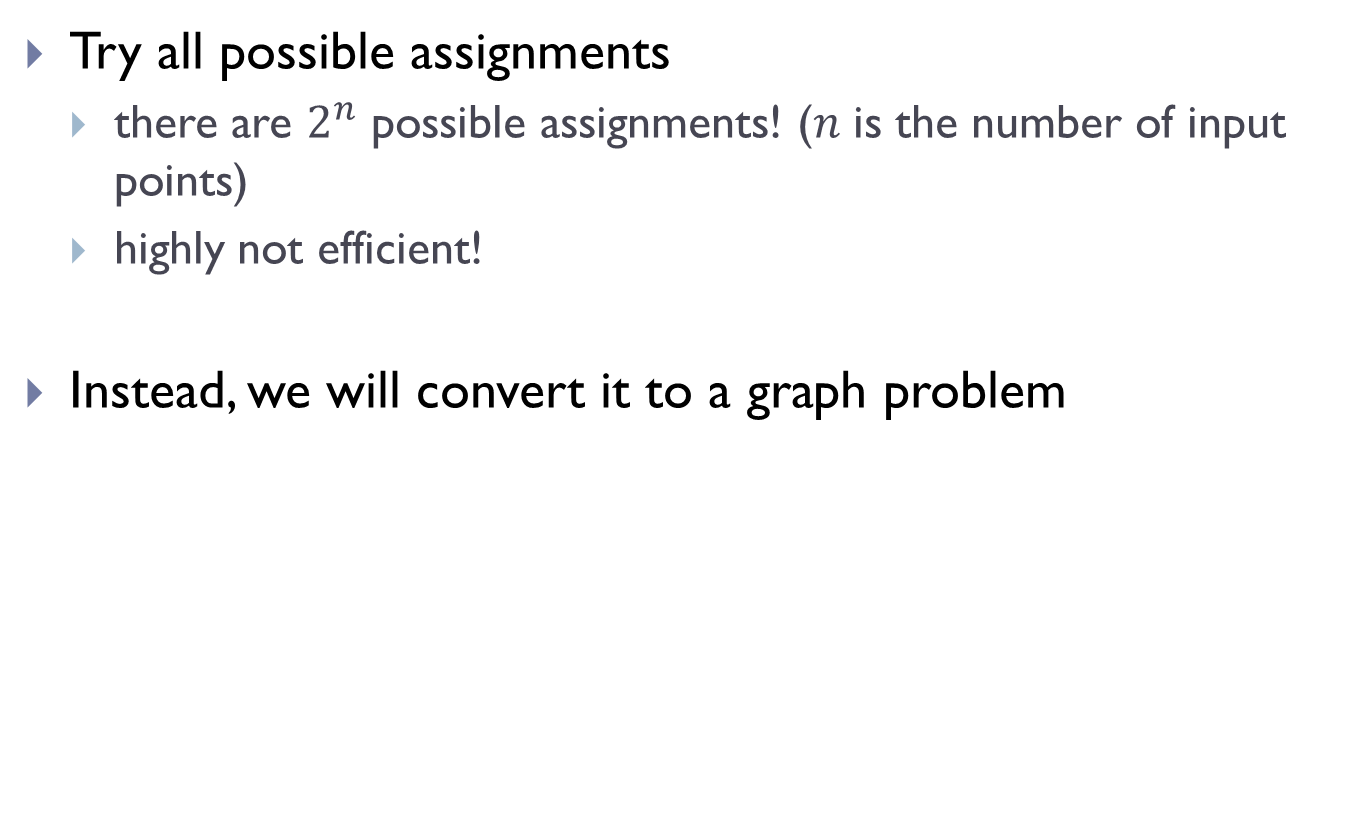 Try all possible assignments
there are 2ⁿ possible assignments! (n is the number of input
points)
highly not efficient!
Instead, we will convert it to a graph problem